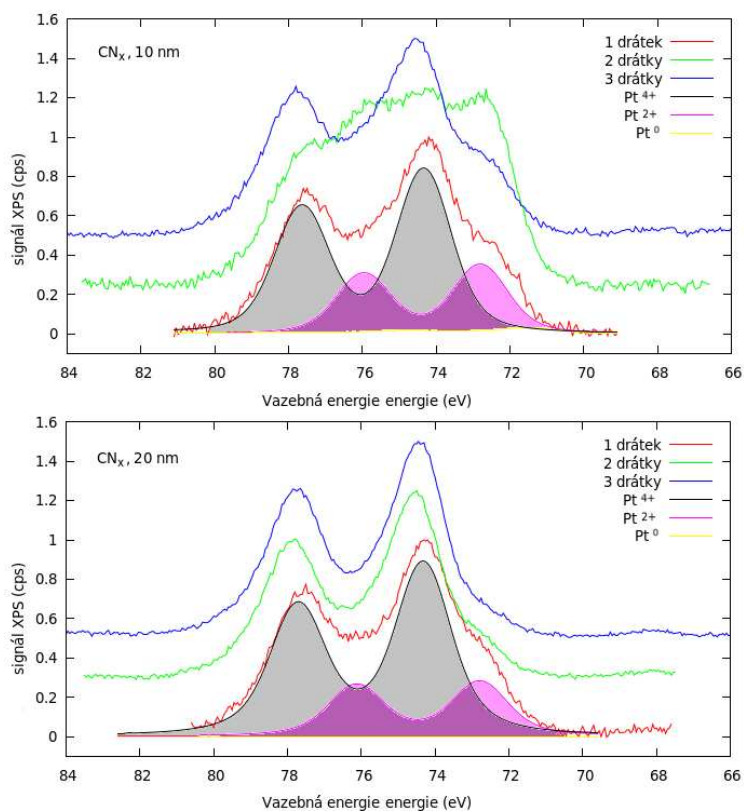 1.6
1.4
1.2
1
0.8
0.6
0.4
0.2
0
signál XPS (cps)
CNx, 10 nm
1 drátek
2 drátky
3 drátky
Pt 4+
Pt 2+
Pt 0
84 82 80 78 76 74 72 70 68 66
Vazebná energie energie (eV)
1.6
1.4
1.2
1
0.8
0.6
0.4
0.2
0
signál XPS (cps)
CNx, 20 nm
1 drátek
2 drátky
3 drátky
Pt 4+
Pt 2+
Pt 0
84 82 80 78 76 74 72 70 68 66
Vazebná energie energie (eV)